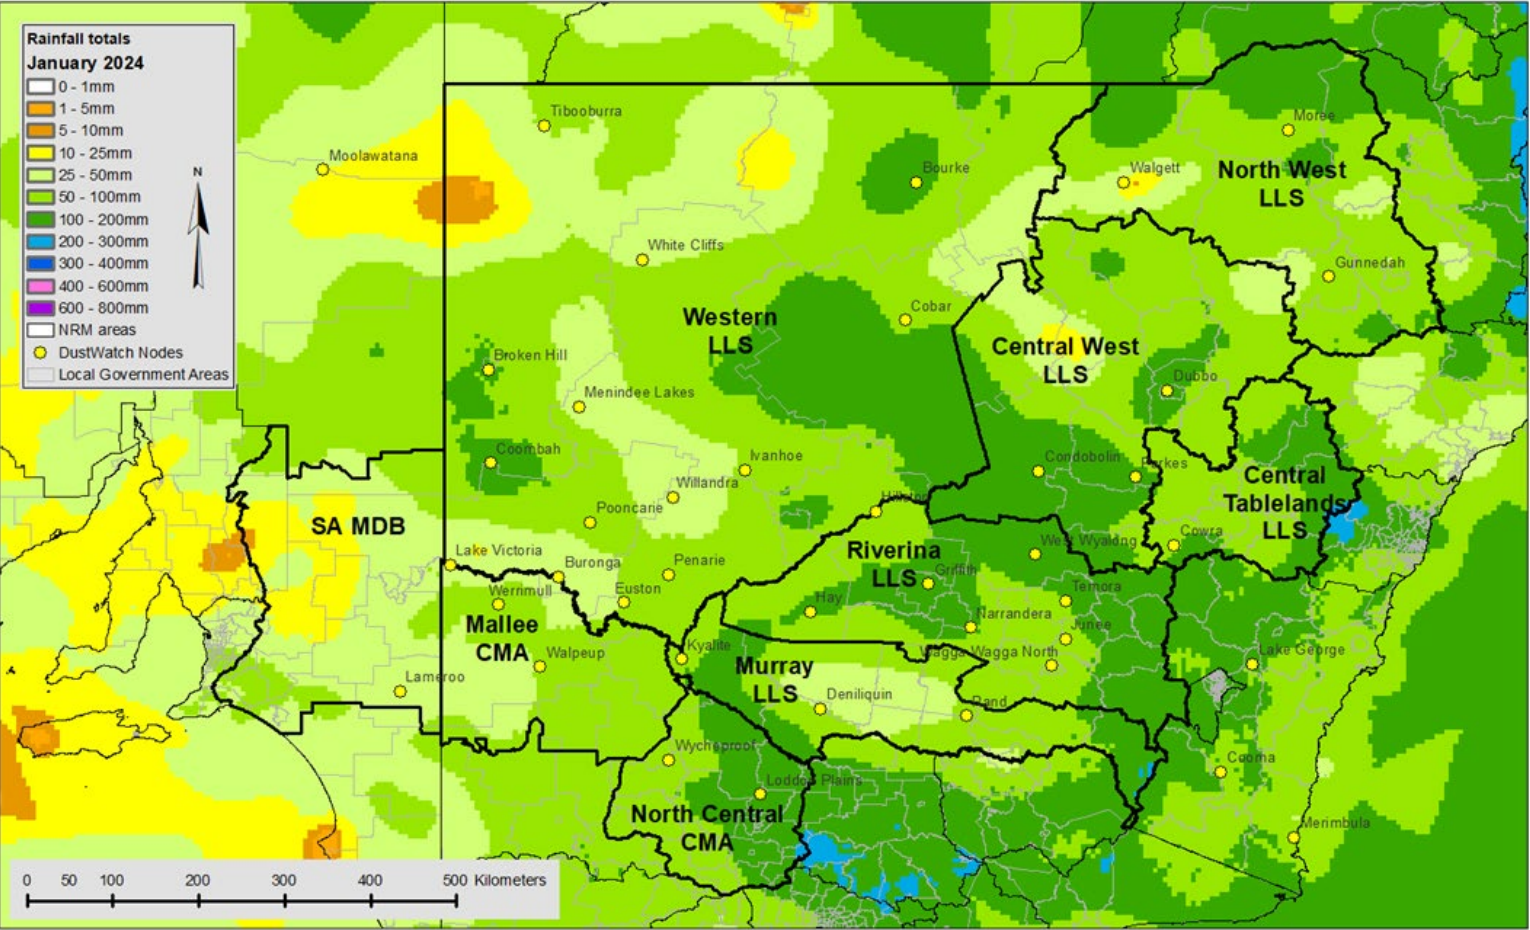 Rainfall totals
January 2024
0 - 1mm
1 - 5mm
5 - 10mm
10 - 25mm
25 - 50mm
50 - 100mm
100 - 200mm
200 - 300mm
300 - 400mm
400 - 600mm
600 - 800mm
NRM areas
DustWatch Nodes
Local Government Areas
N
Tibooburra
Moolawatana
Moree
Bourke
Walgett
North West
LLS
White Cliffs
Gunnedah
Cobar
Western
LLS
Central West
LLS
Broken Hill
Dubbo
Menindee Lakes
Coombah
Ivanhoe
Condobolin
Parkes
Central
Tablelands
LLS
Willandra
Hillston
Pooncarie
SA MDB
Cowra
West Wyalong
Lake Victoria
Riverina
LLS
Buronga
Penarie
Griffith
Werrimull
Euston
Temora
Hay
Mallee
CMA
Narrandera
Junee
Kyalite
Walpeup
Wagga Wagga North
Lake George
Murray
LLS
Lameroo
Deniliquin
Rand
Wycheproof
Cooma
Loddon Plains
North Central
CMA
Merimbula
0 50 100 200 300 400 500 Kilometers